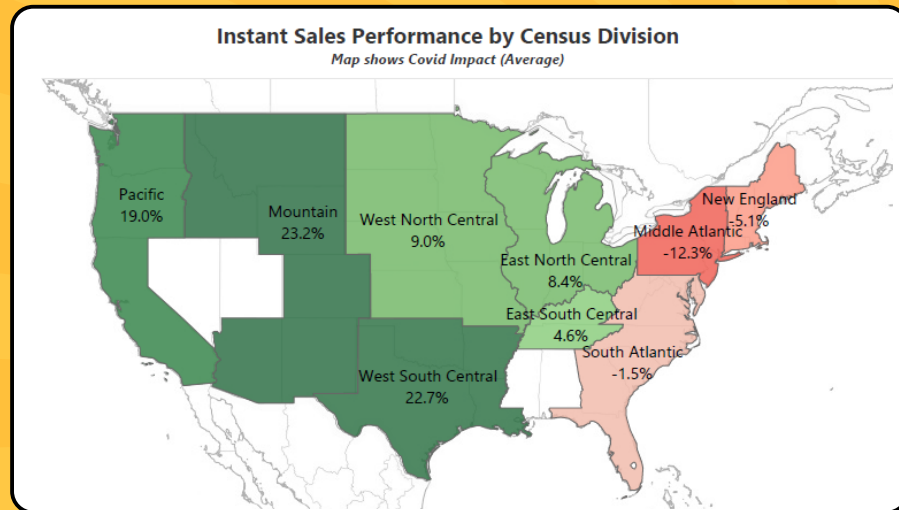 Instant Sales Performance by Census Division
Map shows Covid Impact (Average)
Pacific
19.0%
Mountain
23.2%
West North Central
9.0%
New England
-5.1%
Middle Atlantic
-12.3%
East North Central
8.4%
East South Central
4.6%
South Atlantic
-1.5%
West South Central
22.7%